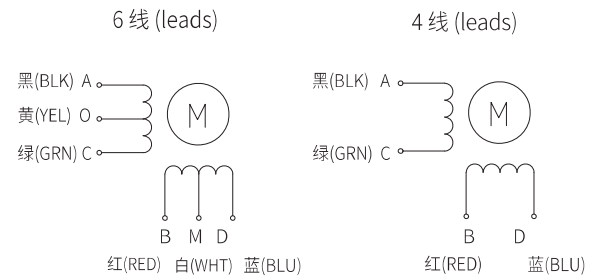 6 线 (leads)
黑(BLK) A
黄(YEL) O
绿(GRN) C
M
B M D
红(RED) 白(WHT) 蓝(BLU)
4 线 (leads)
黑(BLK) A
绿(GRN) C
M
B D
红(RED) 蓝(BLU)